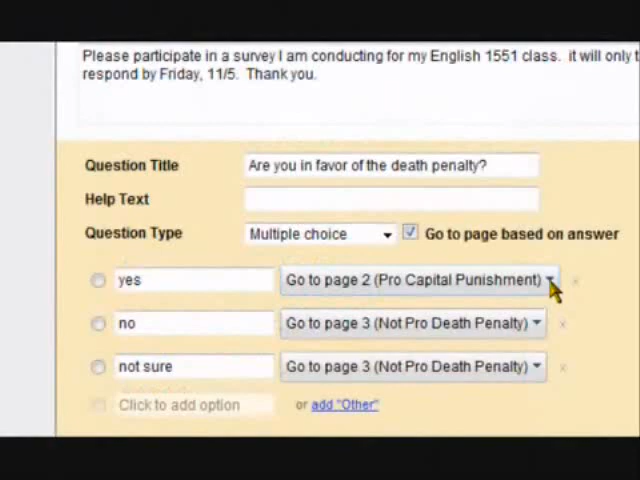 Please participate in a survey I am conducting for my English 1551 class. it will only
respond by Friday, 11/5. Thank you.
Question Title Are you in favor of the death penalty?
Help Text
Question Type Multiple choice Go to page based on answer
yes Go to page 2 (Pro Capital Punishment)
no Go to page 3 (Not Pro Death Penalty)
not sure Go to page 3 (Not Pro Death Penalty)
Click to add option or add "Other"